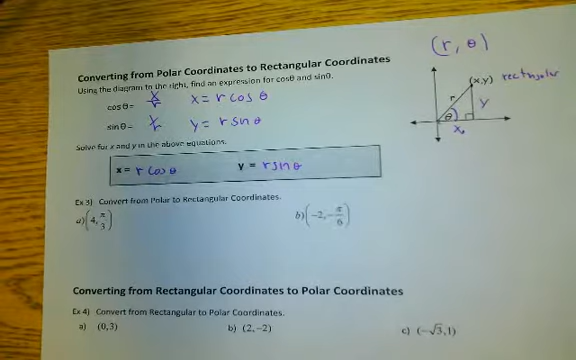 (r, θ)
Converting from Polar Coordinates to Rectangular Coordinates
Using the diagram to the right, find an expression for cosθ and sinθ.
(x,y) rectangular
r
y
θ
x
cosθ = x/r x = r cos θ
sinθ = y/r y = r sin θ
Solve for x and y in the above equations.
x = r cos θ y = r sin θ
Ex 3) Convert from Polar to Rectangular Coordinates.
a) (4, π/3) b) (-2, -π/6)
Converting from Rectangular Coordinates to Polar Coordinates
Ex 4) Convert from Rectangular to Polar Coordinates.
a) (0,3) b) (2,-2) c) (-√3,1)